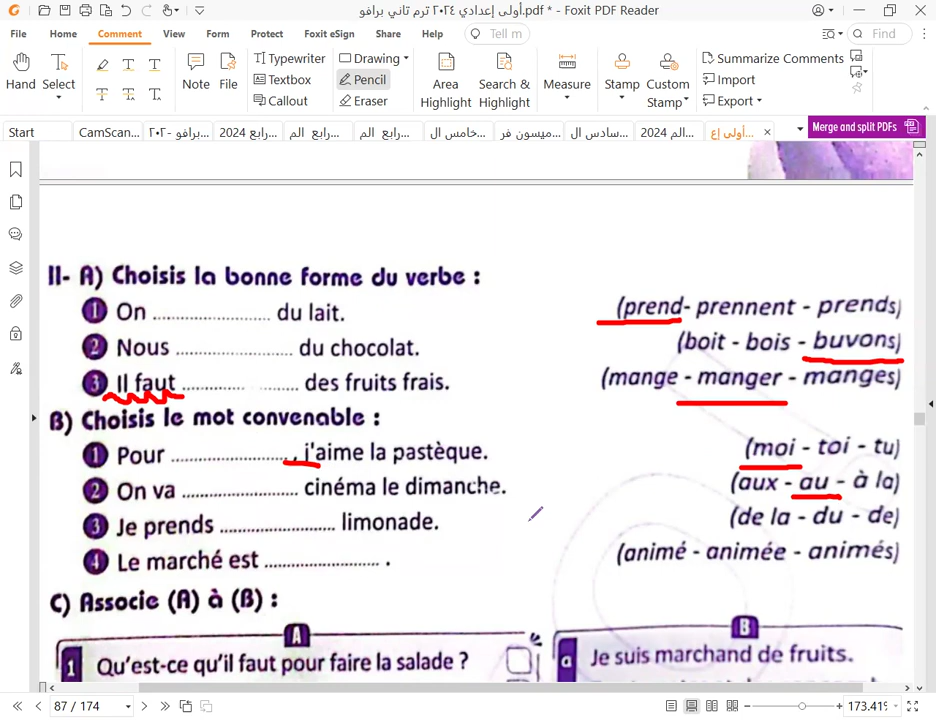 أولى إعدادي ٢٠٢٤ ترم تاني برافو.pdf * - Foxit PDF Reader
File Home Comment View Form Protect Foxit eSign Share Help Tell m Find
Hand Select Note File Typewriter Textbox Callout Drawing Pencil Eraser Area Highlight Search & Highlight Measure Stamp Custom Stamp Summarize Comments Import Export
Start CamScan... برافو -٢٠٢... رابع 2024 رابع الم... رابع الم... خامس ال... ميسون فر... سادس ال... الم 2024 أولى إع... Merge and split PDFs
II- A) Choisis la bonne forme du verbe :
1 On .................... du lait. (prend- prennent - prends)
2 Nous .................... du chocolat. (boit - bois - buvons)
3 Il faut .................... des fruits frais. (mange - manger - manges)
B) Choisis le mot convenable :
1 Pour ...................., j'aime la pastèque. (moi - toi - tu)
2 On va .................... cinéma le dimanche. (aux - au - à la)
3 Je prends .................... limonade. (de la - du - de)
4 Le marché est .................... . (animé - animée - animés)
C) Associe (A) à (B) :
A B
1 Qu'est-ce qu'il faut pour faire la salade ? a Je suis marchand de fruits.
87 / 174 173.41%